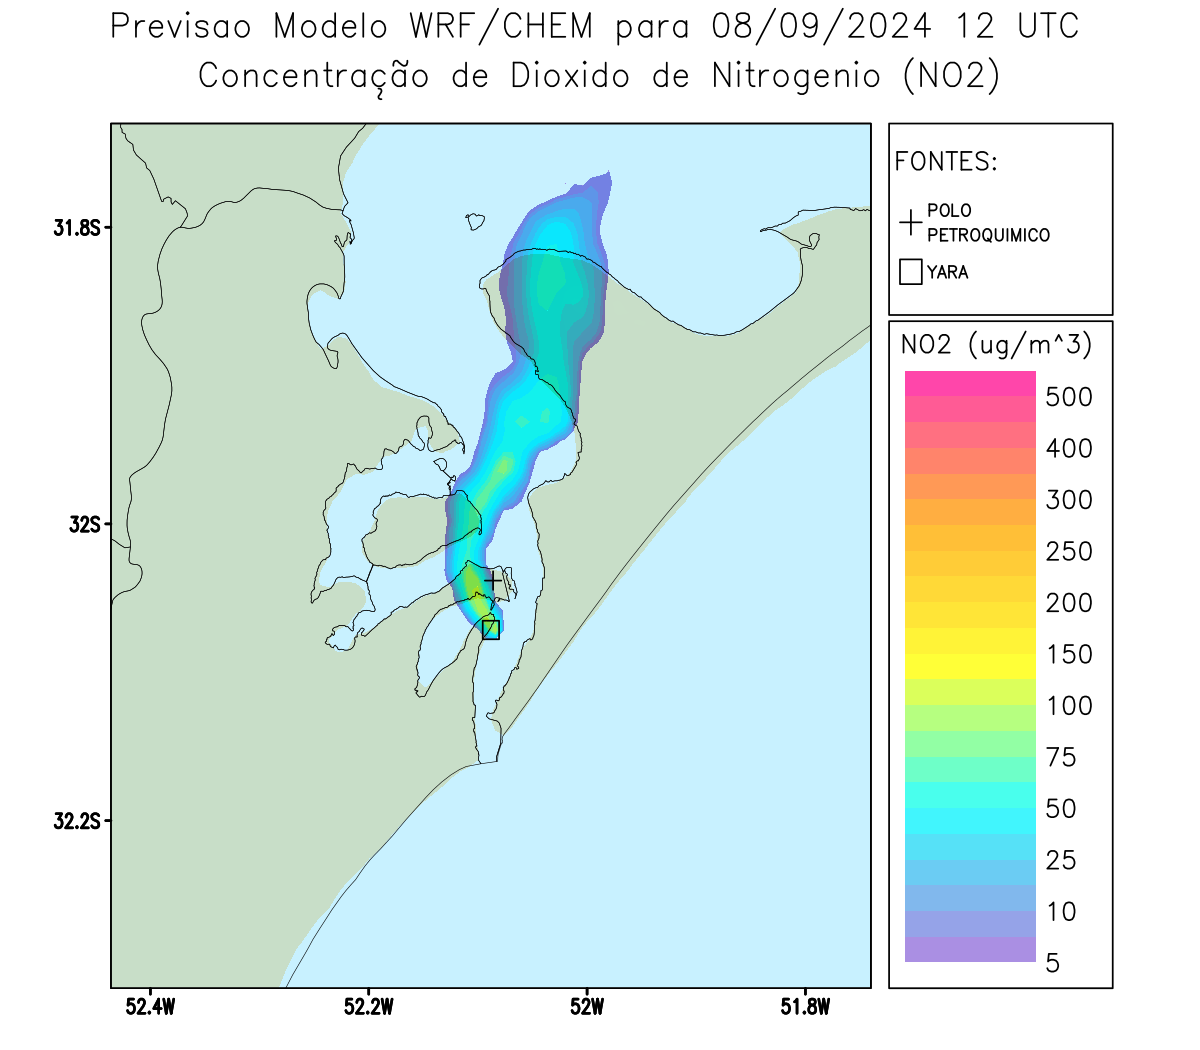 Previsao Modelo WRF/CHEM para 08/09/2024 12 UTC
Concentração de Dioxido de Nitrogenio (NO2)
FONTES:
POLO
PETROQUIMICO
YARA
NO2 (ug/m^3)
500
400
300
250
200
150
100
75
50
25
10
5
31.8S
32S
32.2S
52.4W
52.2W
52W
51.8W